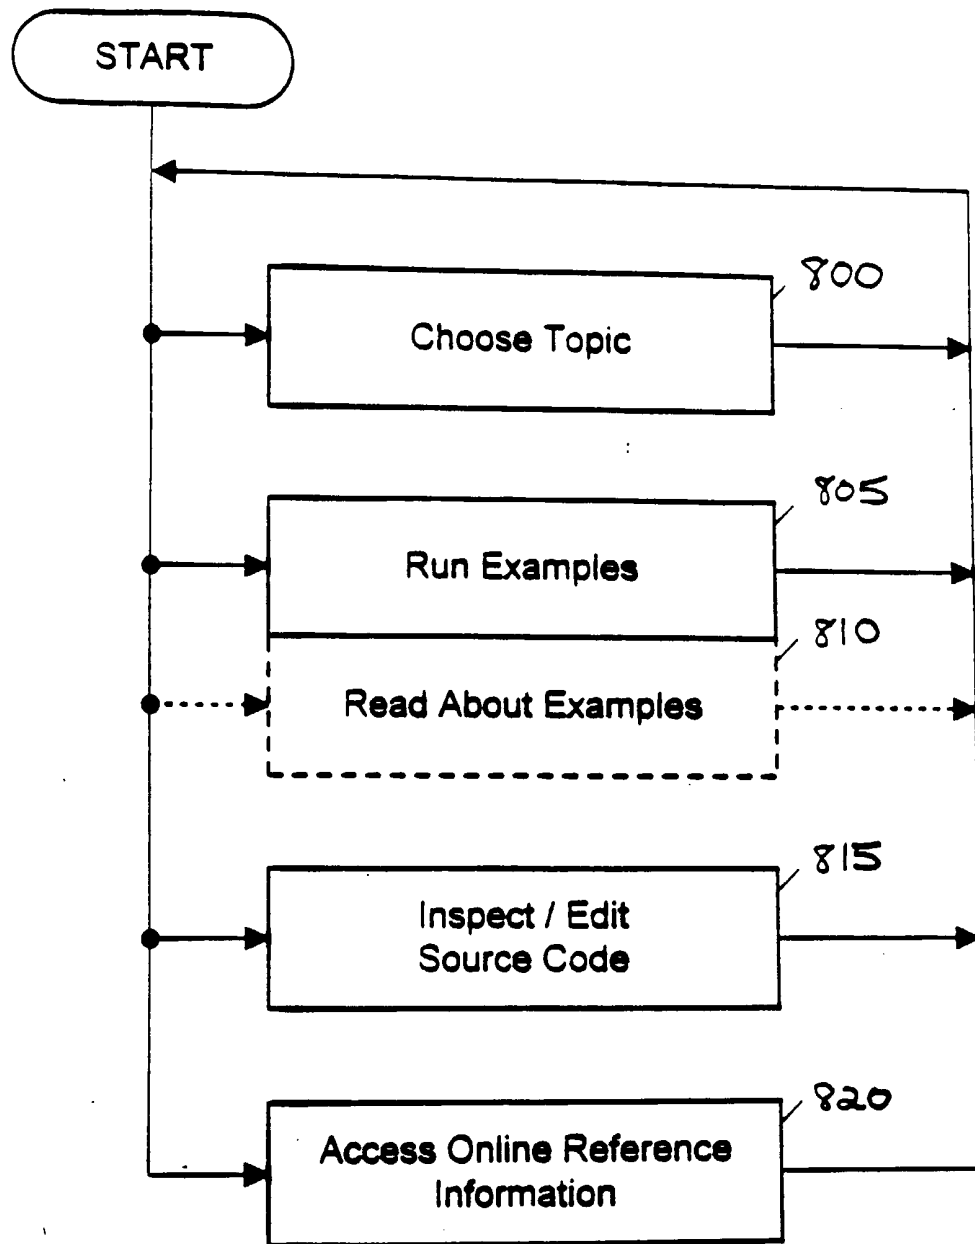 START
800
Choose Topic
805
Run Examples
810
Read About Examples
815
Inspect / Edit
Source Code
820
Access Online Reference
Information